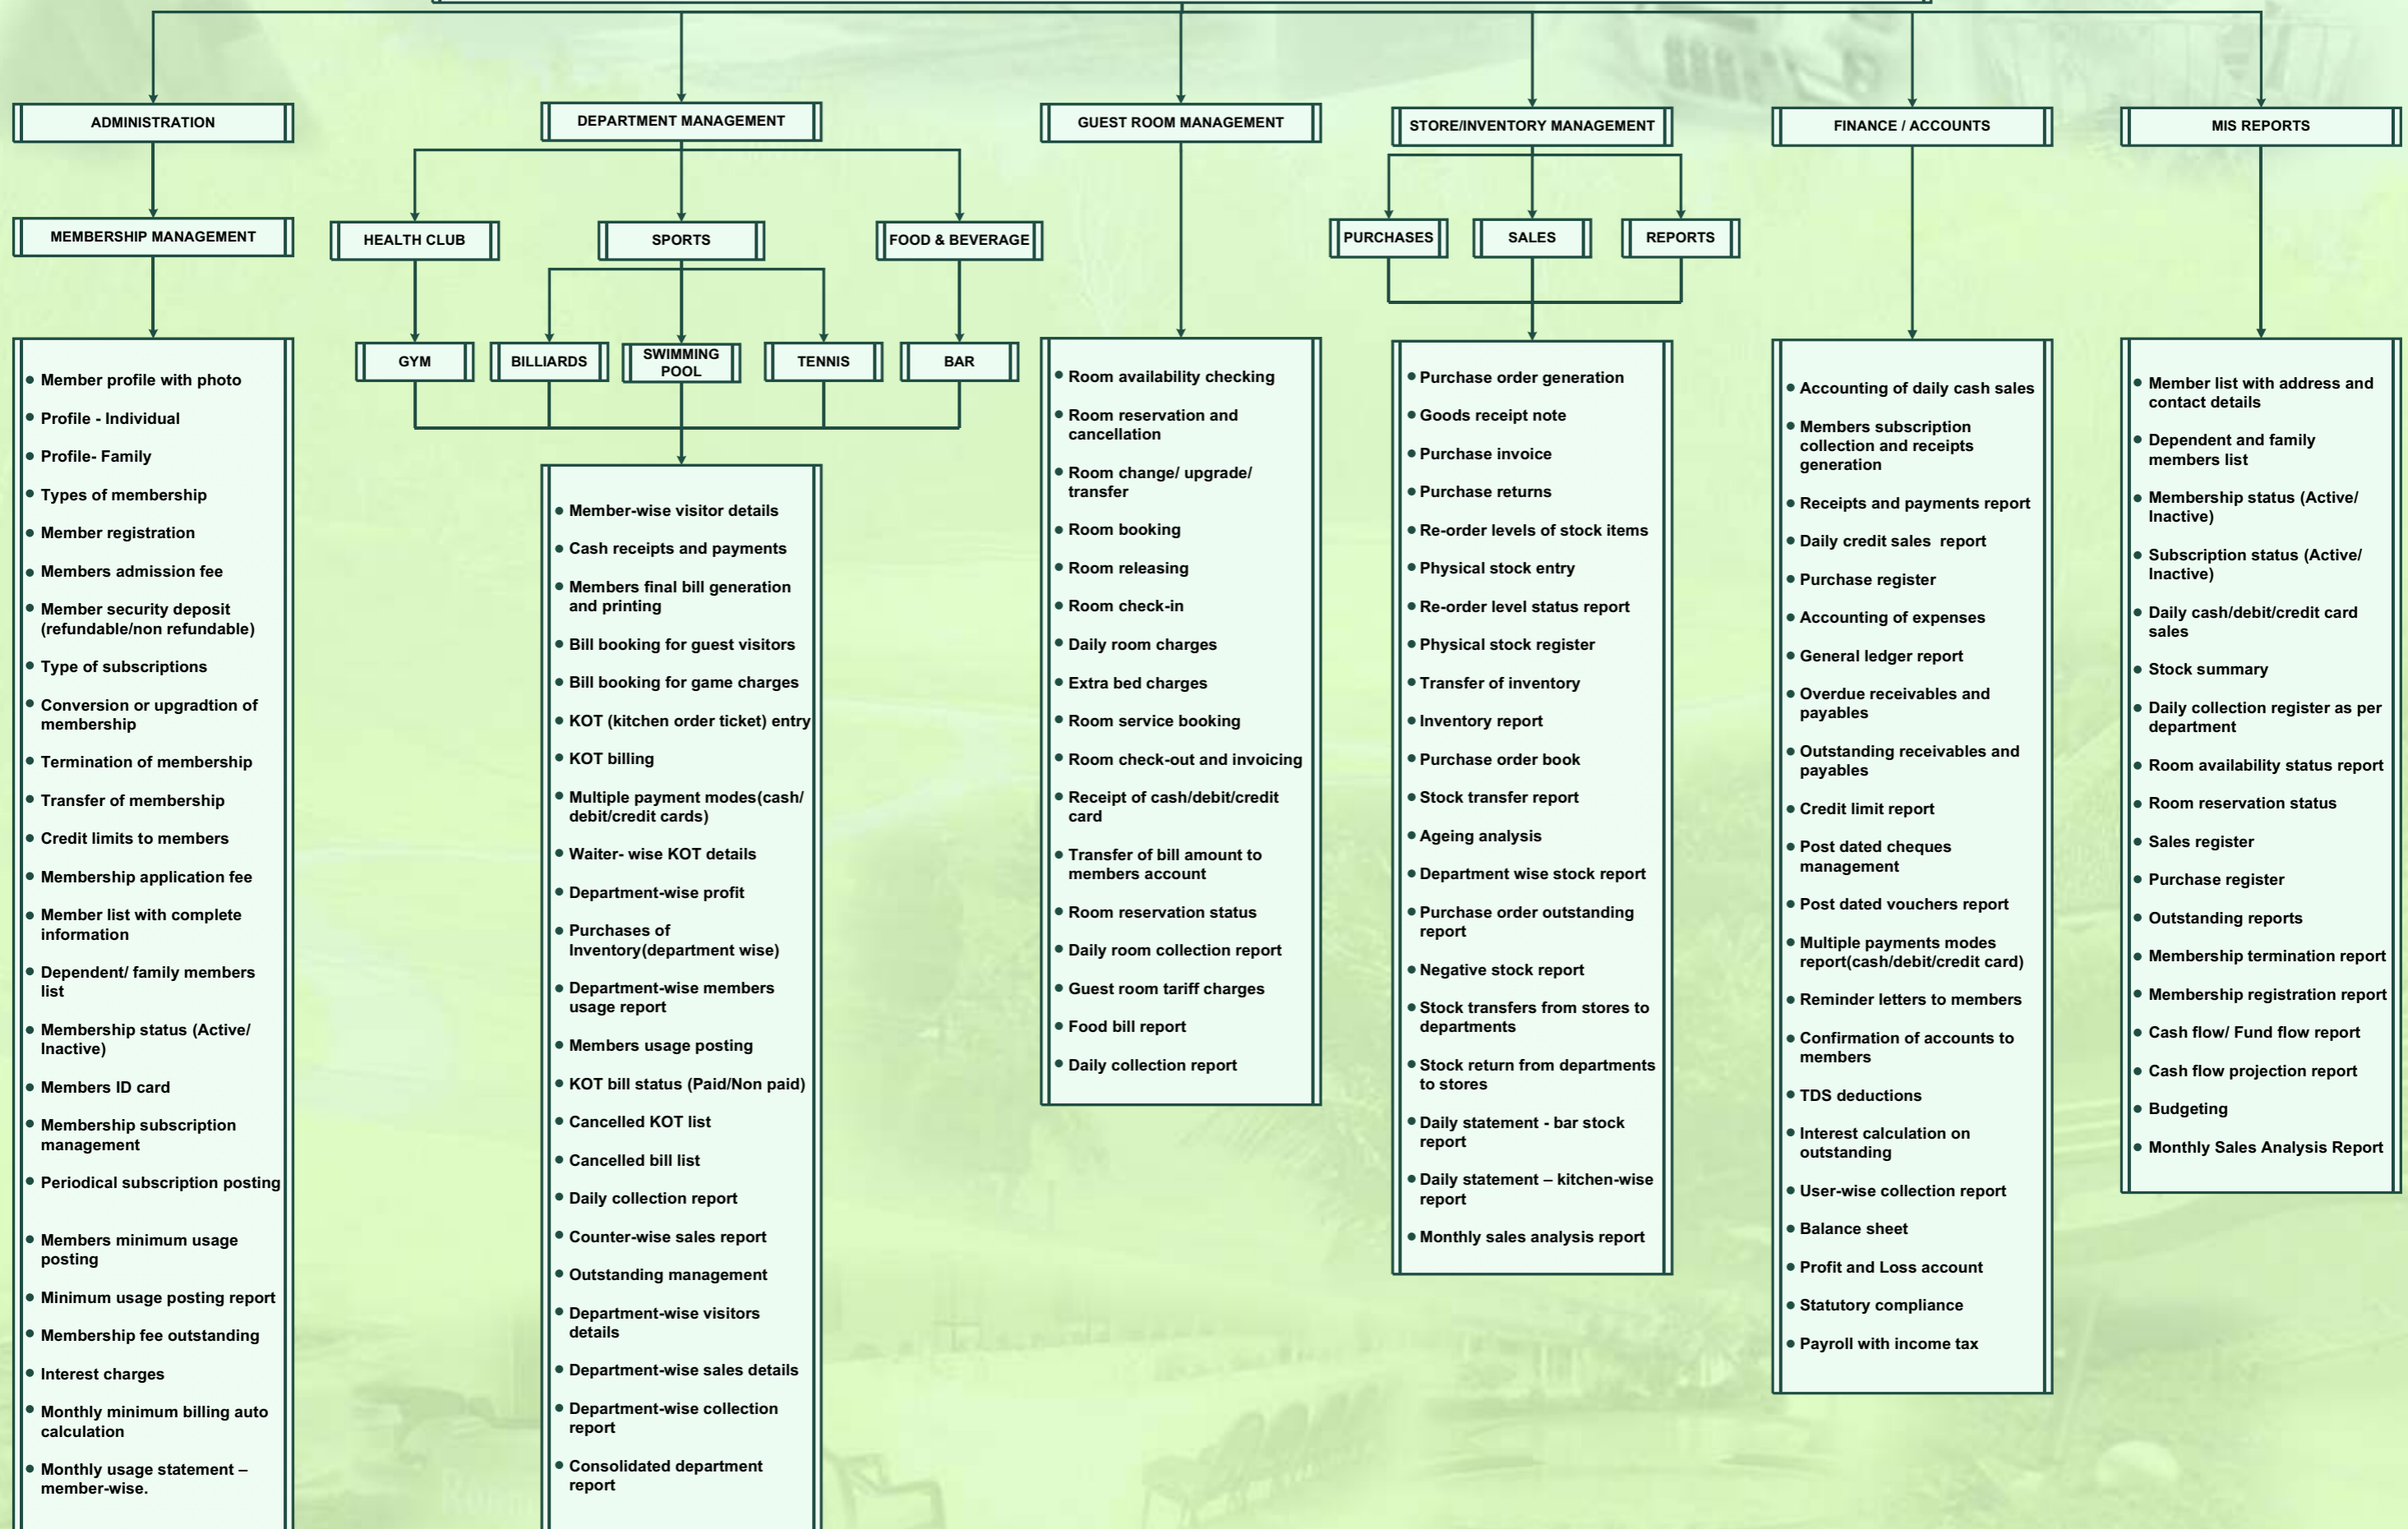 ADMINISTRATION
DEPARTMENT MANAGEMENT
GUEST ROOM MANAGEMENT
STORE/INVENTORY MANAGEMENT
FINANCE / ACCOUNTS
MIS REPORTS
MEMBERSHIP MANAGEMENT
HEALTH CLUB
SPORTS
FOOD & BEVERAGE
PURCHASES
SALES
REPORTS
GYM
BILLIARDS
SWIMMING
POOL
TENNIS
BAR
Member profile with photo
Profile - Individual
Profile- Family
Types of membership
Member registration
Members admission fee
Member security deposit
(refundable/non refundable)
Type of subscriptions
Conversion or upgradtion of
membership
Termination of membership
Transfer of membership
Credit limits to members
Membership application fee
Member list with complete
information
Dependent/ family members
list
Membership status (Active/
Inactive)
Members ID card
Membership subscription
management
Periodical subscription posting
Members minimum usage
posting
Minimum usage posting report
Membership fee outstanding
Interest charges
Monthly minimum billing auto
calculation
Monthly usage statement –
member-wise.
Member-wise visitor details
Cash receipts and payments
Members final bill generation
and printing
Bill booking for guest visitors
Bill booking for game charges
KOT (kitchen order ticket) entry
KOT billing
Multiple payment modes(cash/
debit/credit cards)
Waiter- wise KOT details
Department-wise profit
Purchases of
Inventory(department wise)
Department-wise members
usage report
Members usage posting
KOT bill status (Paid/Non paid)
Cancelled KOT list
Cancelled bill list
Daily collection report
Counter-wise sales report
Outstanding management
Department-wise visitors
details
Department-wise sales details
Department-wise collection
report
Consolidated department
report
Room availability checking
Room reservation and
cancellation
Room change/ upgrade/
transfer
Room booking
Room releasing
Room check-in
Daily room charges
Extra bed charges
Room service booking
Room check-out and invoicing
Receipt of cash/debit/credit
card
Transfer of bill amount to
members account
Room reservation status
Daily room collection report
Guest room tariff charges
Food bill report
Daily collection report
Purchase order generation
Goods receipt note
Purchase invoice
Purchase returns
Re-order levels of stock items
Physical stock entry
Re-order level status report
Physical stock register
Transfer of inventory
Inventory report
Purchase order book
Stock transfer report
Ageing analysis
Department wise stock report
Purchase order outstanding
report
Negative stock report
Stock transfers from stores to
departments
Stock return from departments
to stores
Daily statement - bar stock
report
Daily statement – kitchen-wise
report
Monthly sales analysis report
Accounting of daily cash sales
Members subscription
collection and receipts
generation
Receipts and payments report
Daily credit sales  report
Purchase register
Accounting of expenses
General ledger report
Overdue receivables and
payables
Outstanding receivables and
payables
Credit limit report
Post dated cheques
management
Post dated vouchers report
Multiple payments modes
report(cash/debit/credit card)
Reminder letters to members
Confirmation of accounts to
members
TDS deductions
Interest calculation on
outstanding
User-wise collection report
Balance sheet
Profit and Loss account
Statutory compliance
Payroll with income tax
Member list with address and
contact details
Dependent and family
members list
Membership status (Active/
Inactive)
Subscription status (Active/
Inactive)
Daily cash/debit/credit card
sales
Stock summary
Daily collection register as per
department
Room availability status report
Room reservation status
Sales register
Purchase register
Outstanding reports
Membership termination report
Membership registration report
Cash flow/ Fund flow report
Cash flow projection report
Budgeting
Monthly Sales Analysis Report